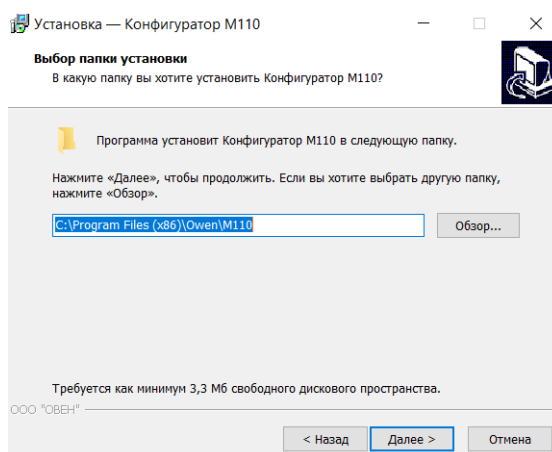 Установка — Конфигуратор М110
Выбор папки установки
В какую папку вы хотите установить Конфигуратор М110?
Программа установит Конфигуратор М110 в следующую папку.
Нажмите «Далее», чтобы продолжить. Если вы хотите выбрать другую папку,
нажмите «Обзор».
C:\Program Files (x86)\Owen\M110
Обзор...
Требуется как минимум 3,3 Мб свободного дискового пространства.
ООО "ОВЕН"
< Назад
Далее >
Отмена